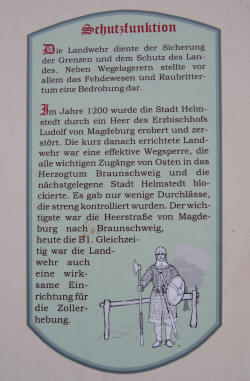 Schutzfunktion
Die Landwehr diente der Sicherung
der Grenzen und dem Schutz des Lan-
des. Neben Wegelagerern stellte vor
allem das Fehdewesen und Raubritter-
tum eine Bedrohung dar.
Im Jahre 1200 wurde die Stadt Helm-
stedt durch ein Heer des Erzbischhofs
Ludolf von Magdeburg erobert und zer-
stört. Die kurz danach errichtete Land-
wehr war eine effektive Wegsperre, die
alle wichtigen Zugänge von Osten in das
Herzogtum Braunschweig und die
nächstgelegene Stadt Helmstedt blo-
ckierte. Es gab nur wenige Durchlässe,
die streng kontrolliert wurden. Der wich-
tigste war die Heerstraße von Magde-
burg nach Braunschweig,
heute die B1. Gleichzei-
tig war die Land-
wehr auch
eine wirk-
same Ein-
richtung für
die Zoller-
hebung.